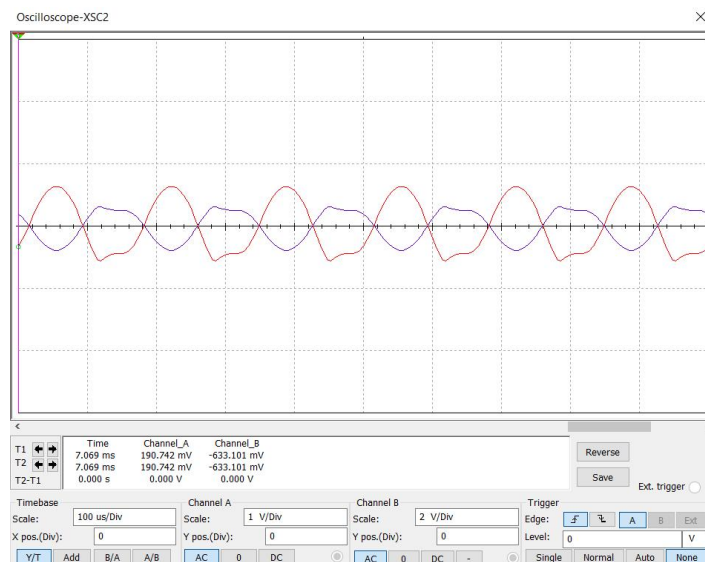 Oscilloscope-XSC2
Time Channel_A Channel_B
T1 7.069 ms 190.742 mV -633.101 mV
T2 7.069 ms 190.742 mV -633.101 mV
T2-T1 0.000 s 0.000 V 0.000 V
Reverse
Save
Ext. trigger
Timebase
Scale: 100 us/Div
X pos.(Div): 0
Y/T Add B/A A/B
Channel A
Scale: 1 V/Div
Y pos.(Div): 0
AC 0 DC
Channel B
Scale: 2 V/Div
Y pos.(Div): 0
AC 0 DC -
Trigger
Edge: A B Ext
Level: 0 V
Single Normal Auto None